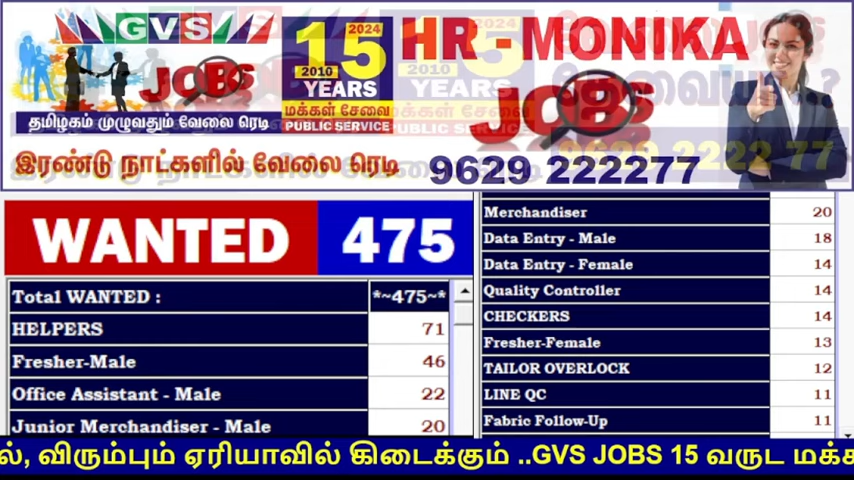 GVS
JOBS
தமிழகம் முழுவதும் வேலை ரெடி
2024
15
2010
YEARS
மக்கள் சேவை
PUBLIC SERVICE
HR - MONIKA
JOBS
இரண்டு நாட்களில் வேலை ரெடி
9629 222277
WANTED 475
Total WANTED : *~475~*
HELPERS 71
Fresher-Male 46
Office Assistant - Male 22
Junior Merchandiser - Male 20
Merchandiser 20
Data Entry - Male 18
Data Entry - Female 14
Quality Controller 14
CHECKERS 14
Fresher-Female 13
TAILOR OVERLOCK 12
LINE QC 11
Fabric Follow-Up 11
ல், விரும்பும் ஏரியாவில் கிடைக்கும் ..GVS JOBS 15 வருட மக்க